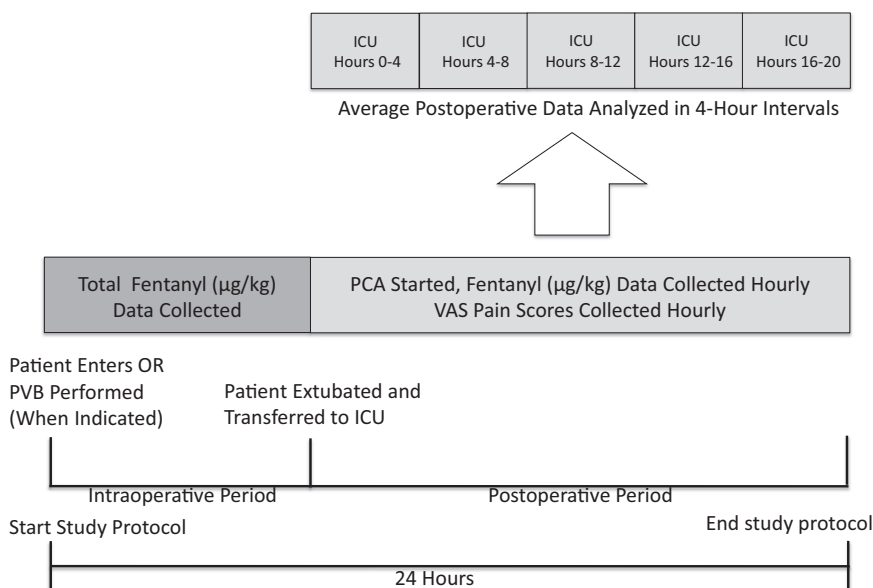 ICU
Hours 0-4
ICU
Hours 4-8
ICU
Hours 8-12
ICU
Hours 12-16
ICU
Hours 16-20
Average Postoperative Data Analyzed in 4-Hour Intervals
Total Fentanyl (μg/kg)
Data Collected
PCA Started, Fentanyl (μg/kg) Data Collected Hourly
VAS Pain Scores Collected Hourly
Patient Enters OR
PVB Performed
(When Indicated)
Patient Extubated and
Transferred to ICU
Intraoperative Period
Postoperative Period
Start Study Protocol
End study protocol
24 Hours